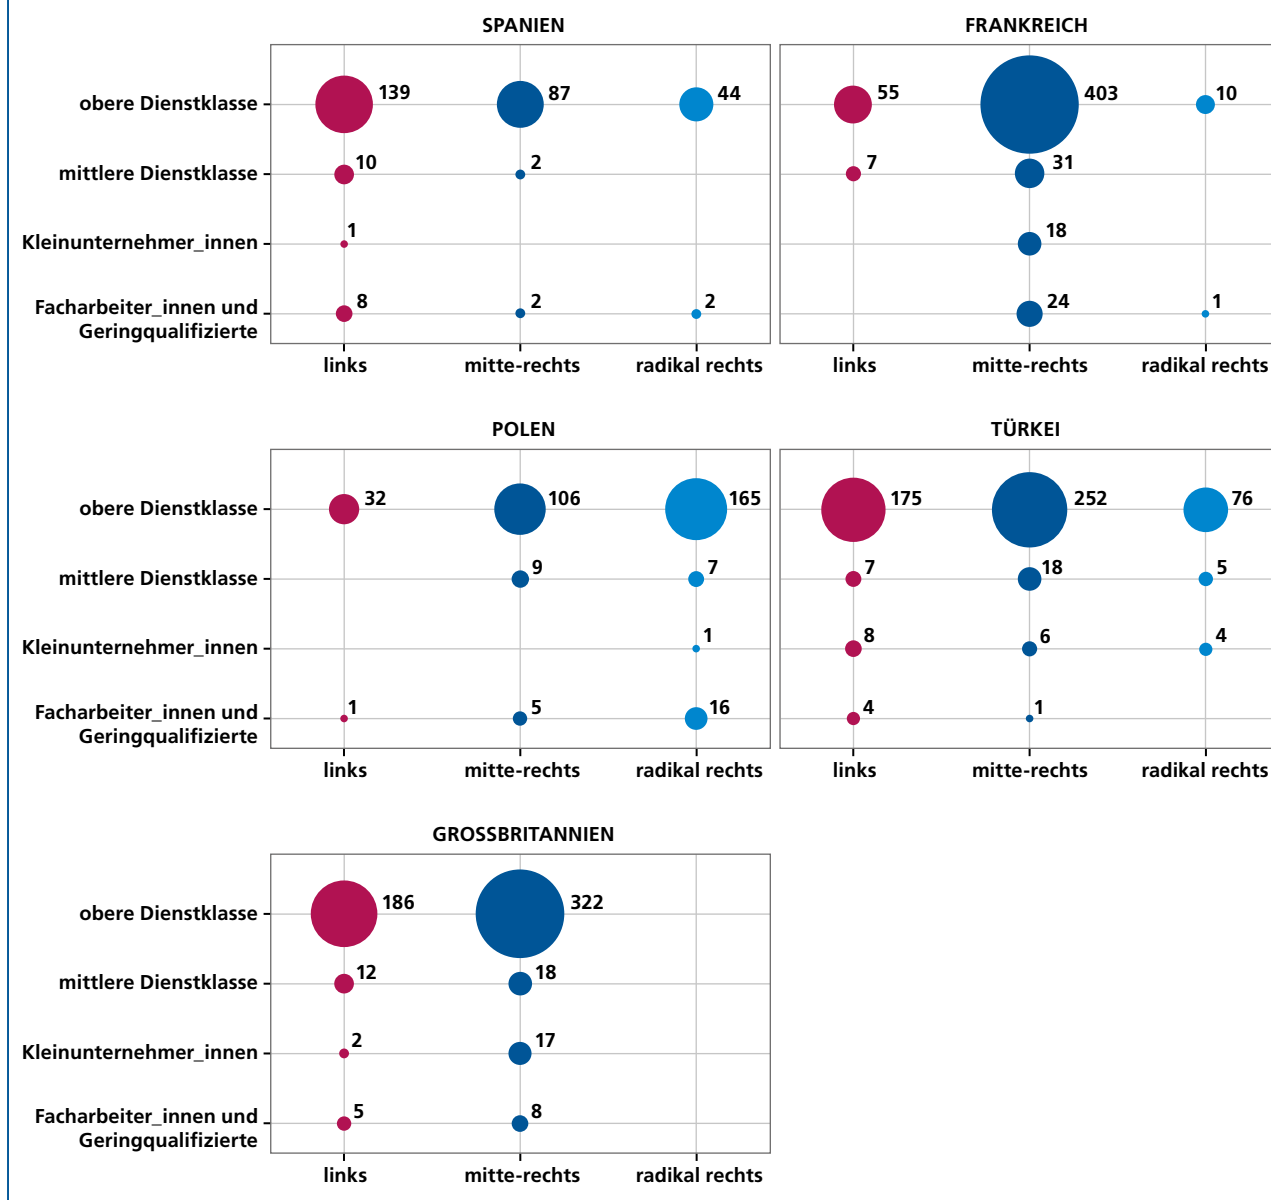 SPANIEN
FRANKREICH
obere Dienstklasse
139
87
44
55
403
10
mittlere Dienstklasse
10
2
7
31
Kleinunternehmer_innen
1
18
Facharbeiter_innen und
Geringqualifizierte
8
2
2
24
1
links
mitte-rechts
radikal rechts
links
mitte-rechts
radikal rechts
POLEN
TÜRKEI
obere Dienstklasse
32
106
165
175
252
76
mittlere Dienstklasse
9
7
7
18
5
Kleinunternehmer_innen
1
8
6
4
Facharbeiter_innen und
Geringqualifizierte
1
5
16
4
1
links
mitte-rechts
radikal rechts
links
mitte-rechts
radikal rechts
GROSSBRITANNIEN
obere Dienstklasse
186
322
mittlere Dienstklasse
12
18
Kleinunternehmer_innen
2
17
Facharbeiter_innen und
Geringqualifizierte
5
8
links
mitte-rechts
radikal rechts